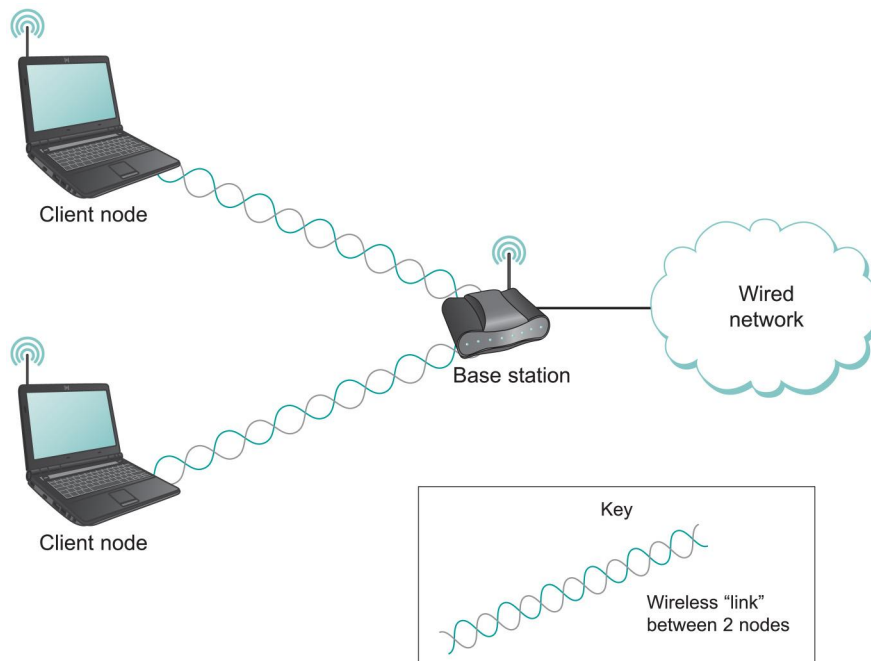 Client node
Wired
network
Base station
Client node
Key
Wireless “link”
between 2 nodes